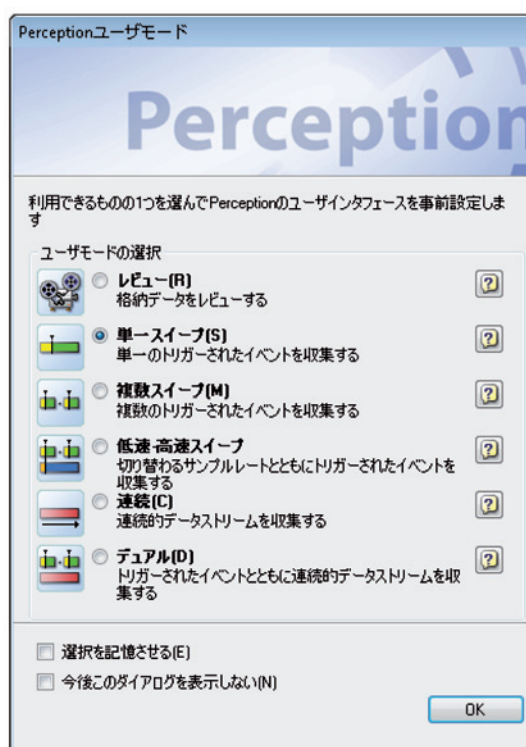 Perceptionユーザモード
Perception
利用できるものの1つを選んでPerceptionのユーザインタフェースを事前設定しま
す
ユーザモードの選択
レビュー(R)
格納データをレビューする
単一スイープ(S)
単一のトリガーされたイベントを収集する
複数スイープ(M)
複数のトリガーされたイベントを収集する
低速-高速スイープ
切り替わるサンプルレートとともにトリガーされたイベントを
収集する
連続(C)
連続的データストリームを収集する
デュアル(D)
トリガーされたイベントとともに連続的データストリームを収
集する
選択を記憶させる(E)
今後このダイアログを表示しない(N)
OK